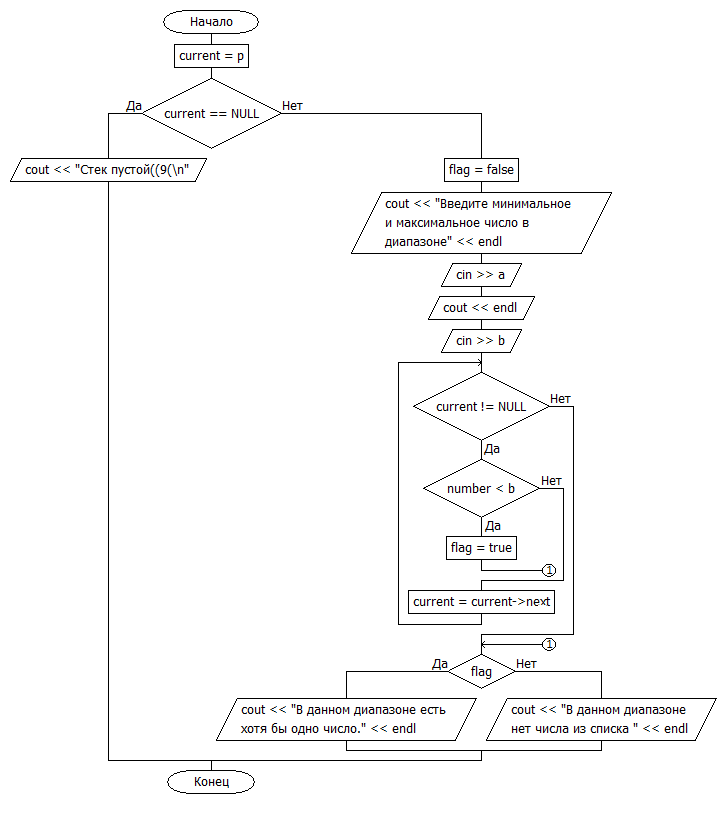 Начало
current = p
Да
current == NULL
Нет
cout << "Стек пустой((9(\n"
flag = false
cout << "Введите минимальное
и максимальное число в
диапазоне" << endl
cin >> a
cout << endl
cin >> b
current != NULL
Нет
Да
number < b
Нет
Да
flag = true
1
current = current->next
1
Да
flag
Нет
cout << "В данном диапазоне есть
хотя бы одно число." << endl
cout << "В данном диапазоне
нет числа из списка " << endl
Конец